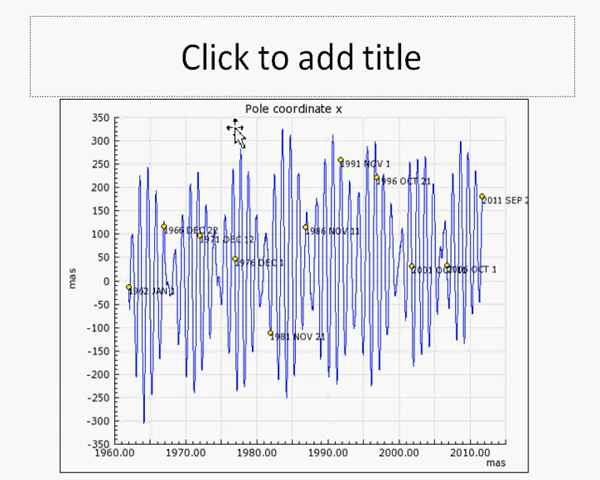 Click to add title
Pole coordinate x
350
300
250
200
150
100
50
0
-50
-100
-150
-200
-250
-300
-350
mas
1960.00 1970.00 1980.00 1990.00 2000.00 2010.00
mas
1962 JAN 1
1966 DEC 22
1971 DEC 12
1976 DEC 1
1981 NOV 21
1986 NOV 11
1991 NOV 1
1996 OCT 21
2001 OCT
OCT 1
2011 SEP 2